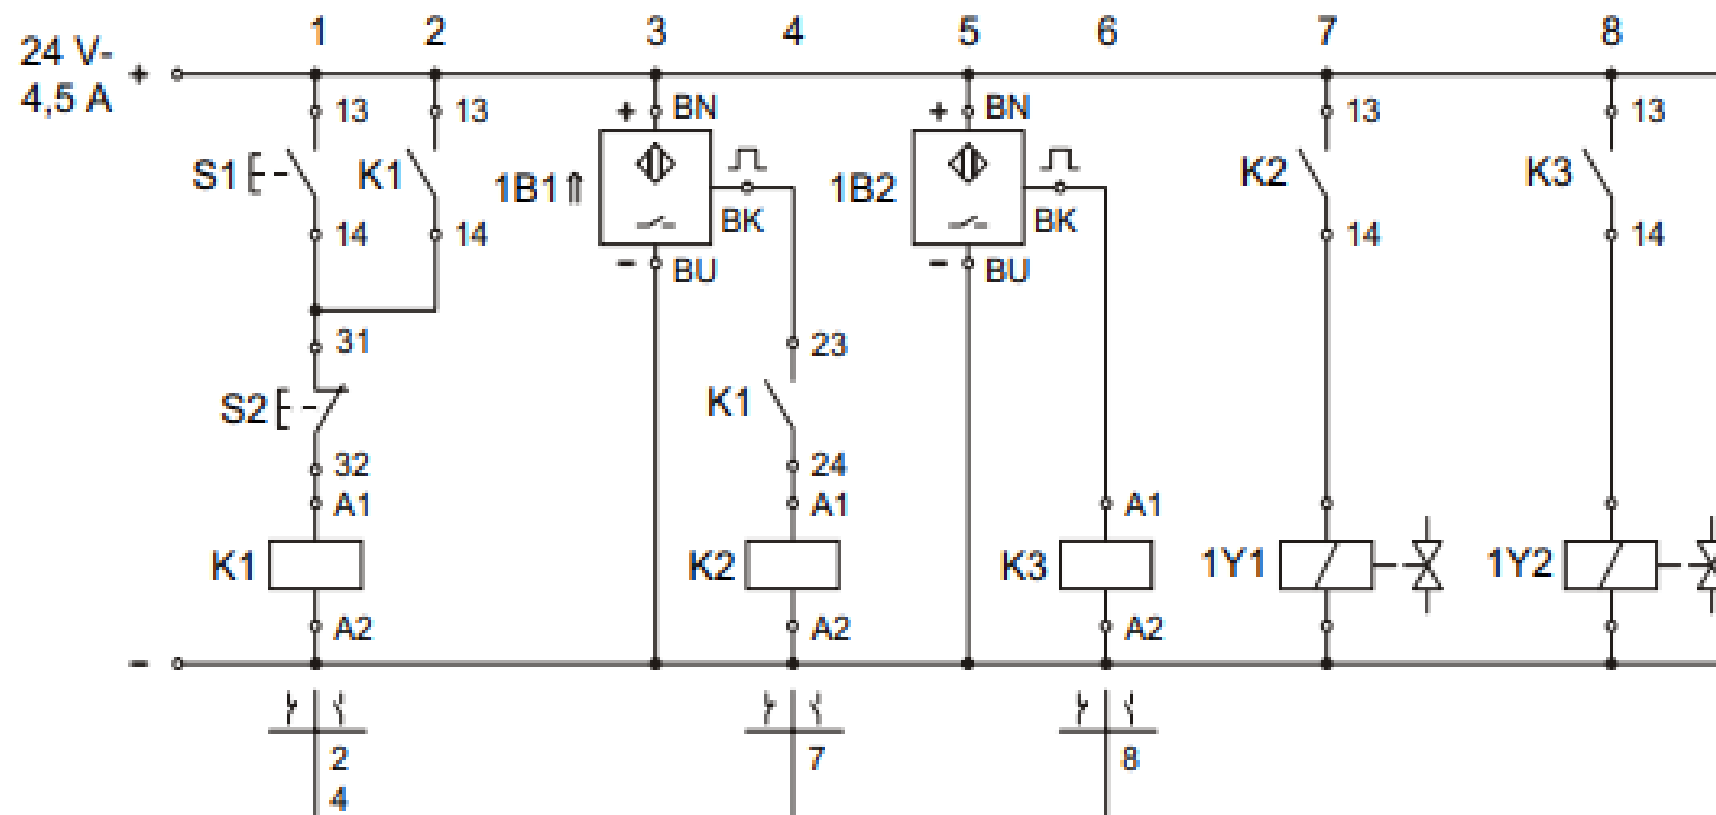 1 2 3 4 5 6 7 8
24 V-
4,5 A
+
13 13 + BN + BN 13 13
S1 K1 1B1⇑ 1B2 K2 K3
14 14 BK BK 14 14
- BU - BU
31 23
S2 K1
32 24
A1 A1 A1
K1 K2 K3 1Y1 1Y2
A2 A2 A2
-
2 7 8
4